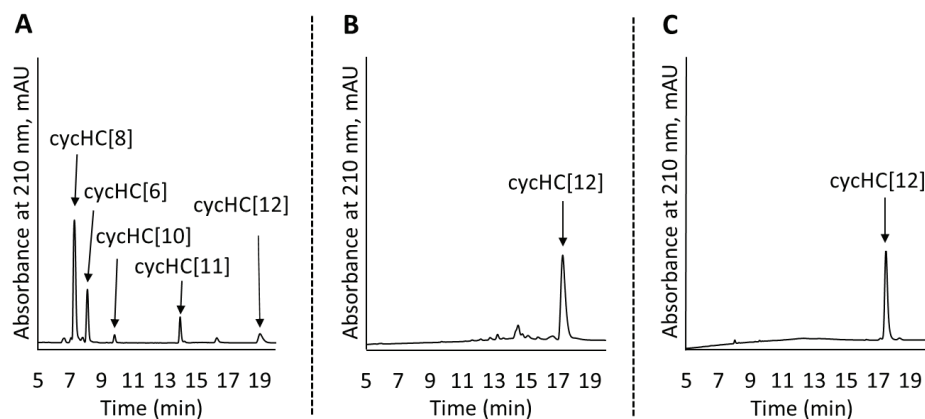 A
Absorbance at 210 nm, mAU
cycHC[8]
cycHC[6]
cycHC[12]
cycHC[10]
cycHC[11]
5 7 9 11 13 15 17 19
Time (min)
B
Absorbance at 210 nm, mAU
cycHC[12]
5 7 9 11 13 15 17 19
Time (min)
C
Absorbance at 210 nm, mAU
cycHC[12]
5 7 9 11 13 15 17 19
Time (min)